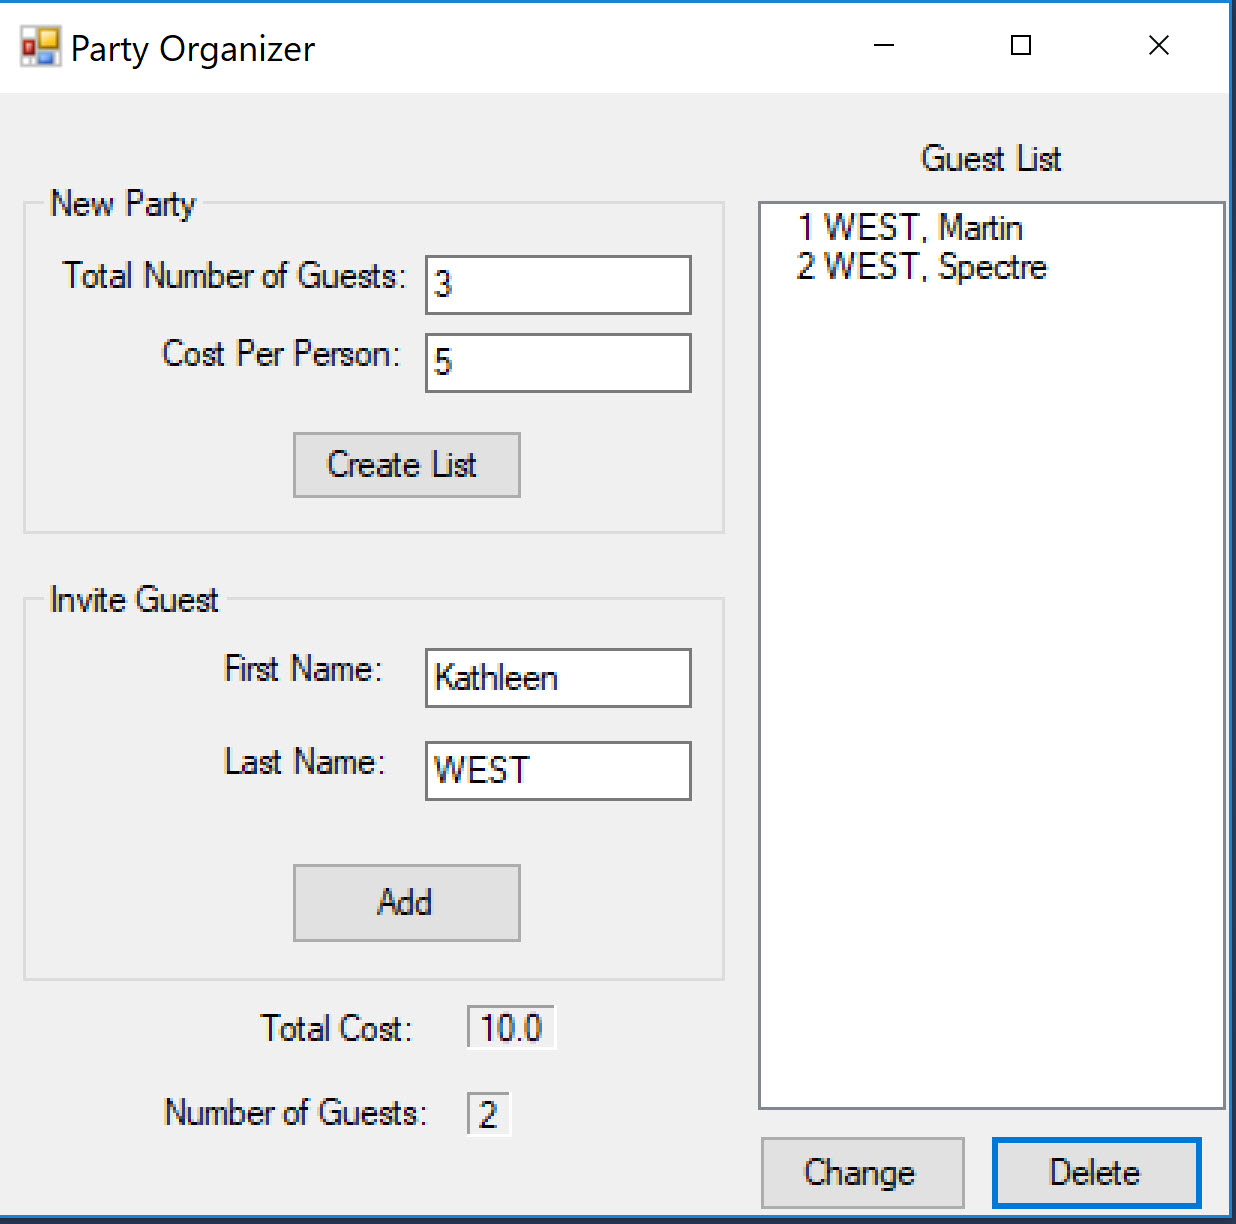 Party Organizer
New Party
Total Number of Guests: 3
Cost Per Person: 5
Create List
Invite Guest
First Name: Kathleen
Last Name: WEST
Add
Total Cost: 10.0
Number of Guests: 2
Guest List
1 WEST, Martin
2 WEST, Spectre
Change Delete